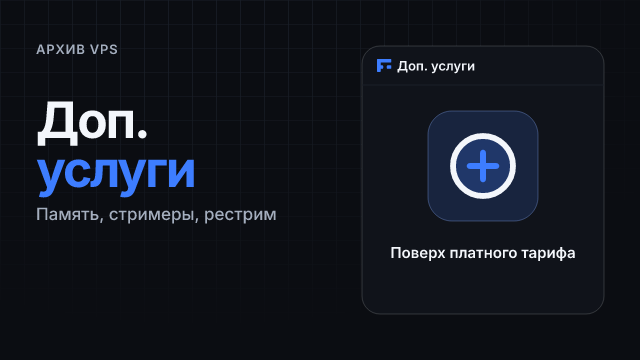 АРХИВ VPS
Доп.
услуги
Память, стримеры, рестрим
Доп. услуги
Поверх платного тарифа